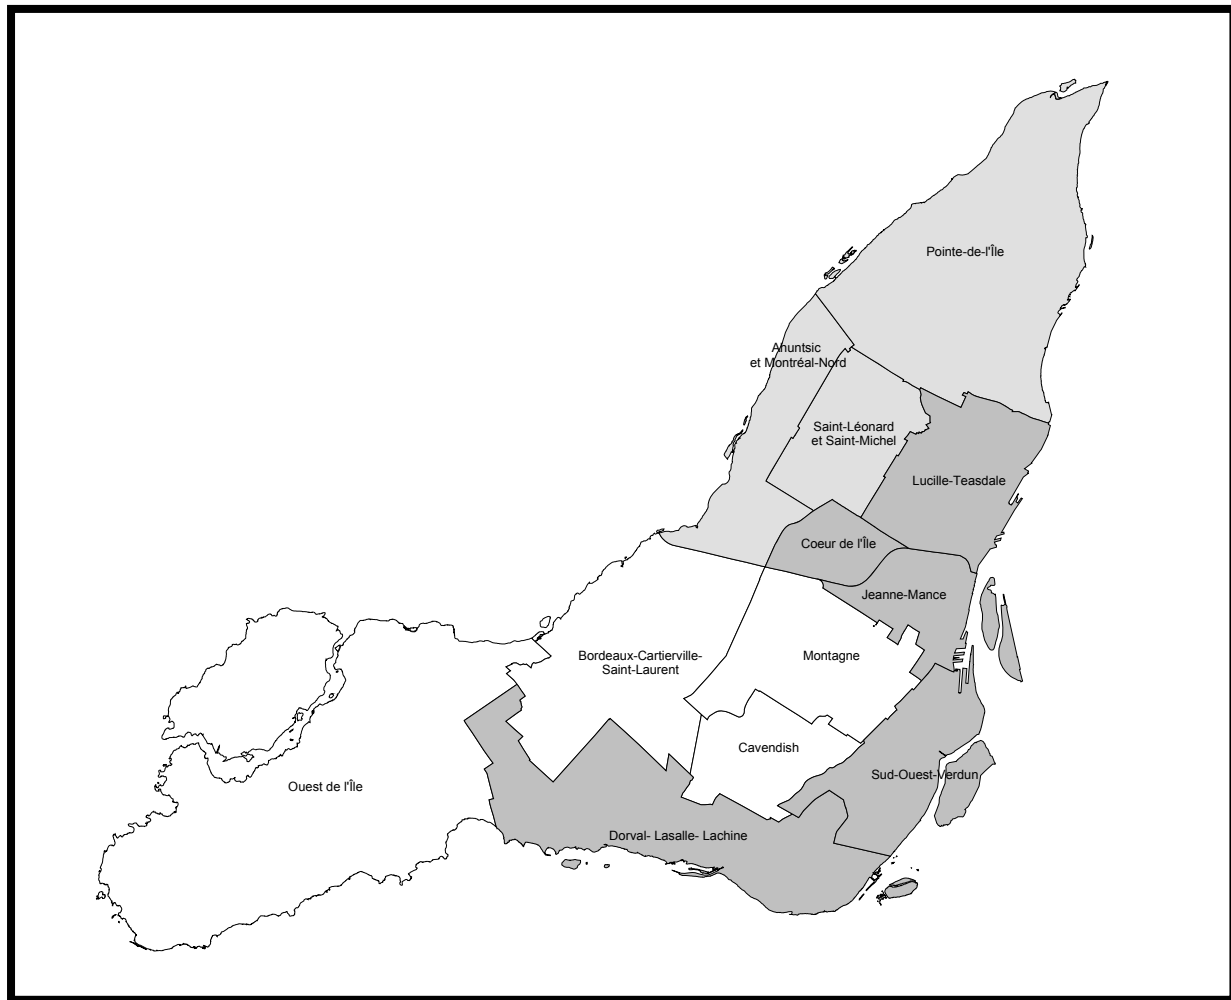 Pointe-de-l'Île
Ahuntsic
et Montréal-Nord
Saint-Léonard
et Saint-Michel
Lucille-Teasdale
Coeur de l'Île
Jeanne-Mance
Bordeaux-Cartierville-
Saint-Laurent
Montagne
Cavendish
Sud-Ouest-Verdun
Ouest de l'Île
Dorval- Lasalle- Lachine